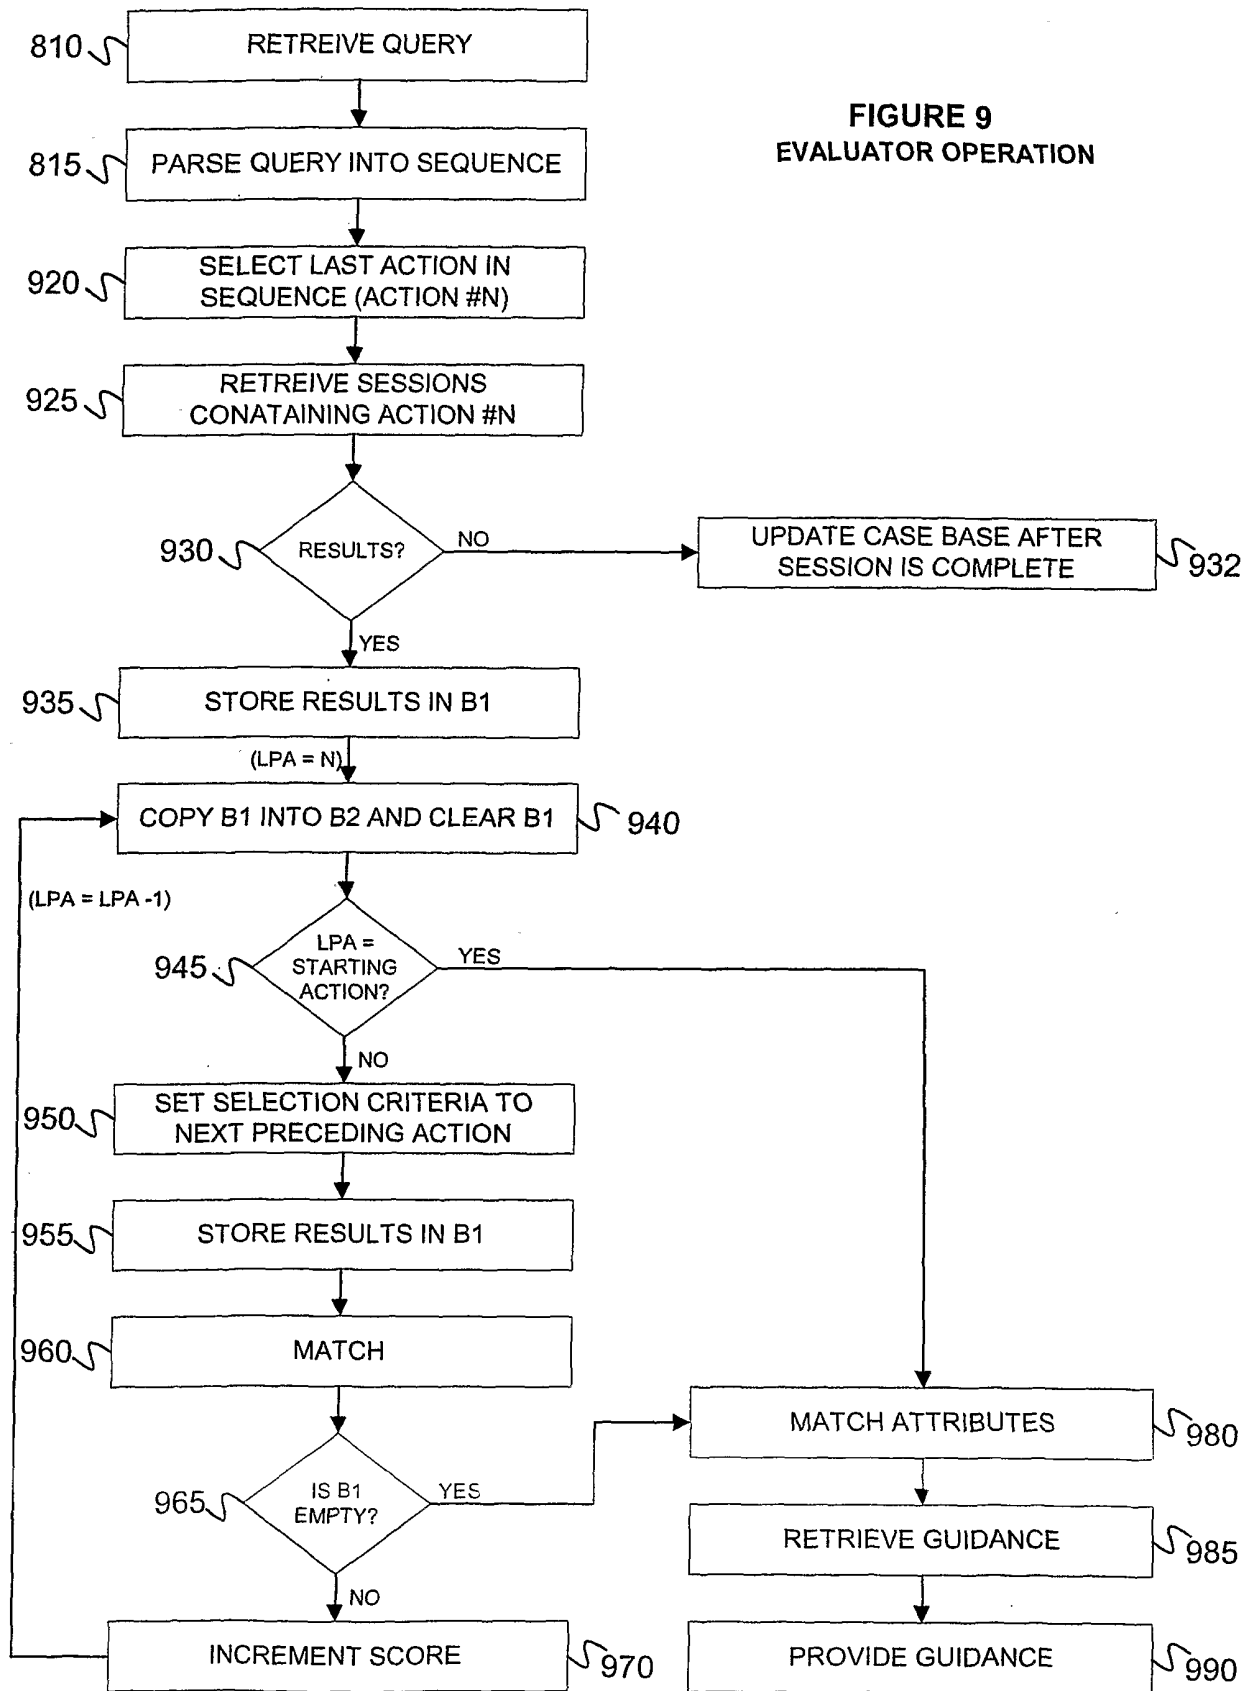 810
RETREIVE QUERY
FIGURE 9
EVALUATOR OPERATION
815
PARSE QUERY INTO SEQUENCE
920
SELECT LAST ACTION IN
SEQUENCE (ACTION #N)
925
RETREIVE SESSIONS
CONATAINING ACTION #N
930
RESULTS?
NO
UPDATE CASE BASE AFTER
SESSION IS COMPLETE
932
YES
935
STORE RESULTS IN B1
(LPA = N)
COPY B1 INTO B2 AND CLEAR B1
940
(LPA = LPA -1)
945
LPA =
STARTING
ACTION?
YES
NO
950
SET SELECTION CRITERIA TO
NEXT PRECEDING ACTION
955
STORE RESULTS IN B1
960
MATCH
965
IS B1
EMPTY?
YES
NO
INCREMENT SCORE
970
MATCH ATTRIBUTES
980
RETRIEVE GUIDANCE
985
PROVIDE GUIDANCE
990